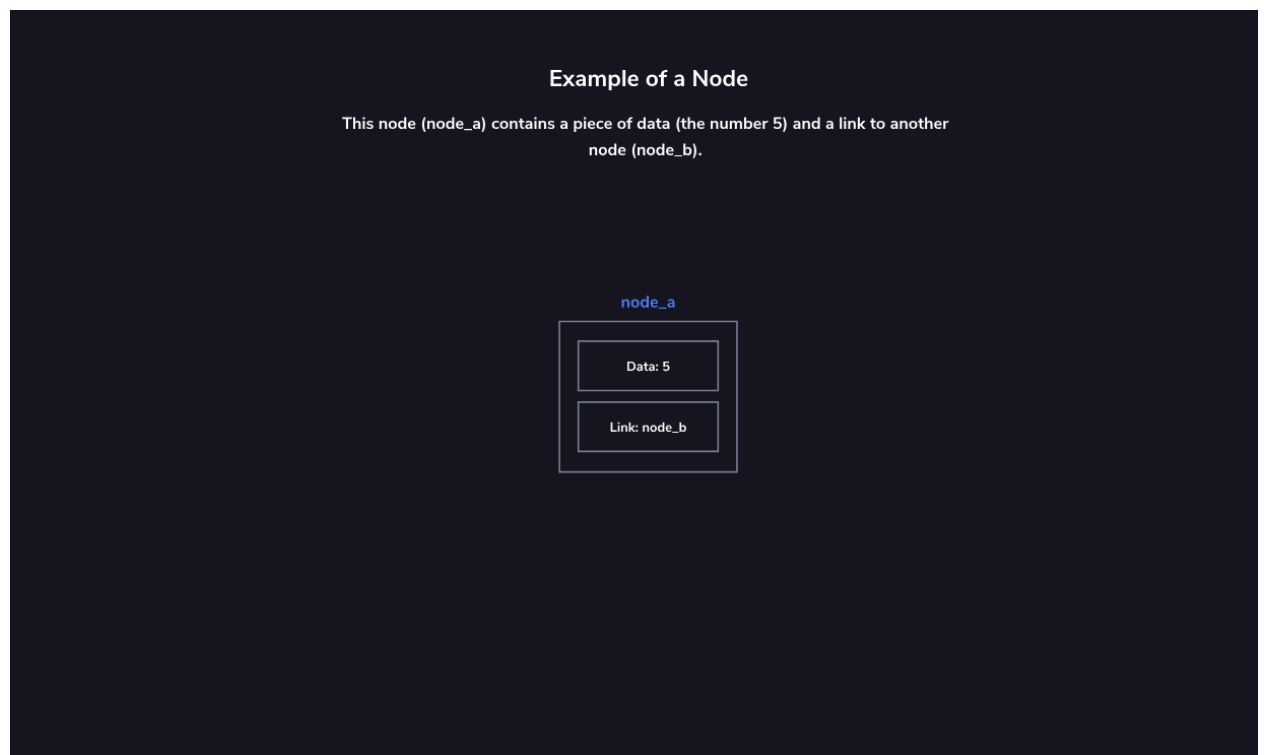 Example of a Node
This node (node_a) contains a piece of data (the number 5) and a link to another
node (node_b).
node_a
Data: 5
Link: node_b